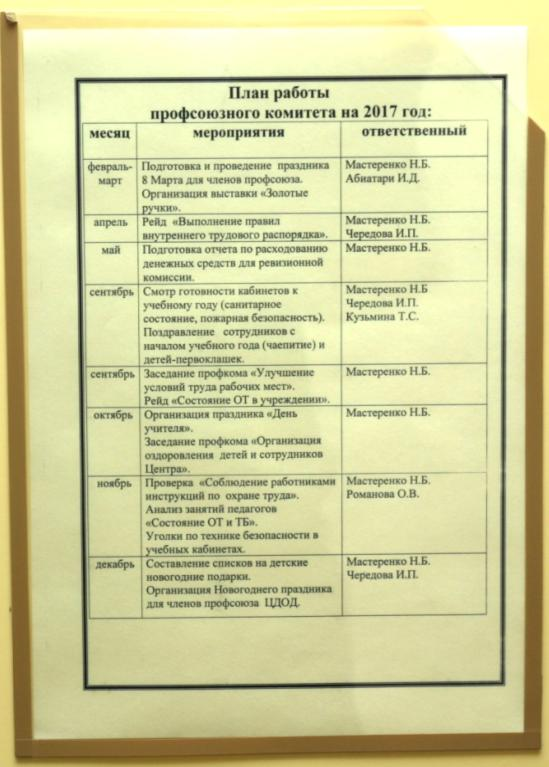 План работы
профсоюзного комитета на 2017 год:
месяц мероприятия ответственный
февраль-март Подготовка и проведение праздника Мастеренко Н.Б.
8 Марта для членов профсоюза. Абиатари И.Д.
Организация выставки «Золотые
ручки».
апрель Рейд «Выполнение правил Мастеренко Н.Б.
внутреннего трудового распорядка». Чередова И.П.
май Подготовка отчета по расходованию Мастеренко Н.Б.
денежных средств для ревизионной
комиссии.
сентябрь Смотр готовности кабинетов к Мастеренко Н.Б
учебному году (санитарное Чередова И.П.
состояние, пожарная безопасность). Кузьмина Т.С.
Поздравление сотрудников с
началом учебного года (чаепитие) и
детей-первоклашек.
сентябрь Заседание профкома «Улучшение Мастеренко Н.Б.
условий труда рабочих мест».
Рейд «Состояние ОТ в учреждении».
октябрь Организация праздника «День Мастеренко Н.Б.
учителя».
Заседание профкома «Организация
оздоровления детей и сотрудников
Центра».
ноябрь Проверка «Соблюдение работниками Мастеренко Н.Б.
инструкций по охране труда». Романова О.В.
Анализ занятий педагогов
«Состояние ОТ и ТБ».
Уголки по технике безопасности в
учебных кабинетах.
декабрь Составление списков на детские Мастеренко Н.Б.
новогодние подарки. Чередова И.П.
Организация Новогоднего праздника
для членов профсоюза ЦДОД.